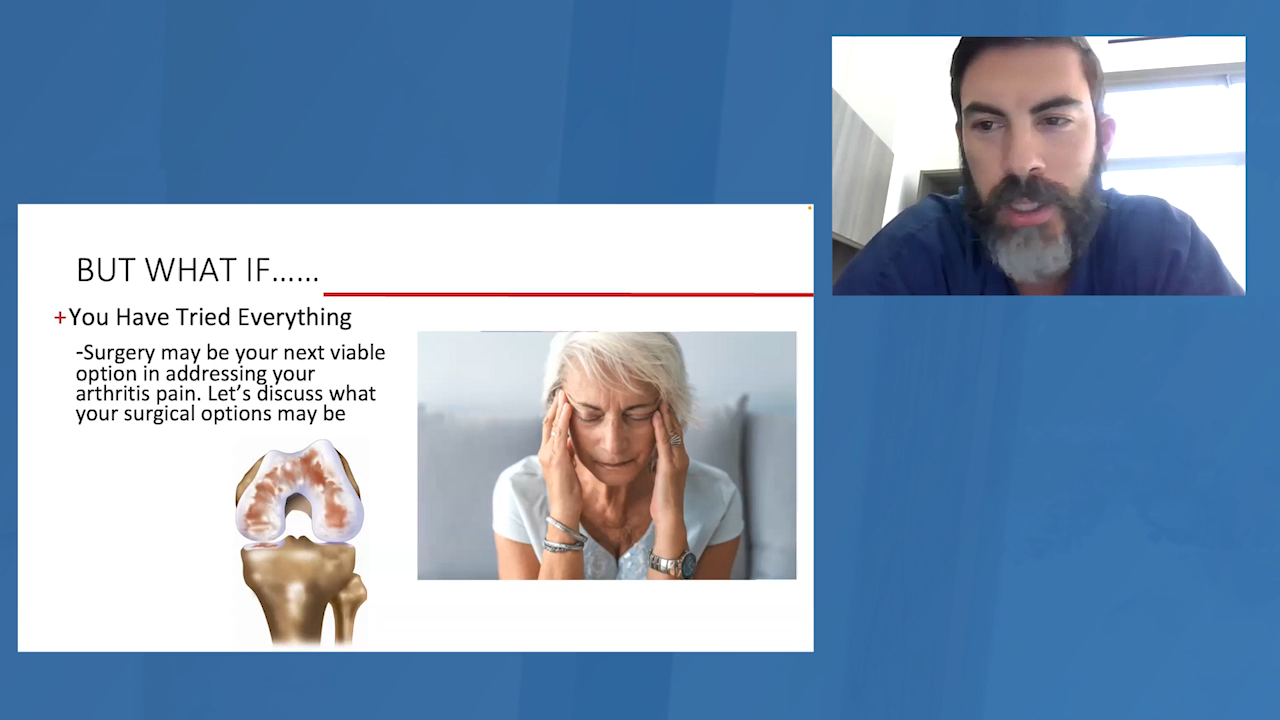 BUT WHAT IF……
+You Have Tried Everything
-Surgery may be your next viable
option in addressing your
arthritis pain. Let’s discuss what
your surgical options may be